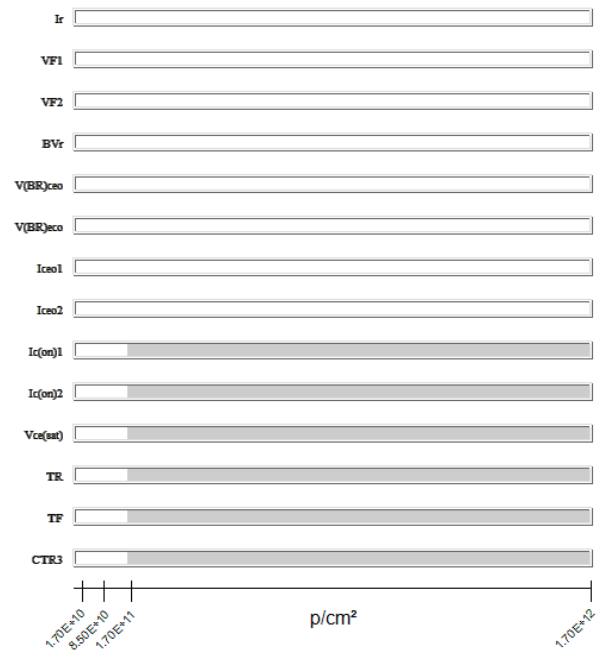 Ir
VF1
VF2
BVr
V(BR)ceo
V(BR)eco
Iceo1
Iceo2
Ic(on)1
Ic(on)2
Vce(sat)
TR
TF
CTR3
1.70E+10
8.50E+10
1.70E+11
p/cm²
1.70E+12